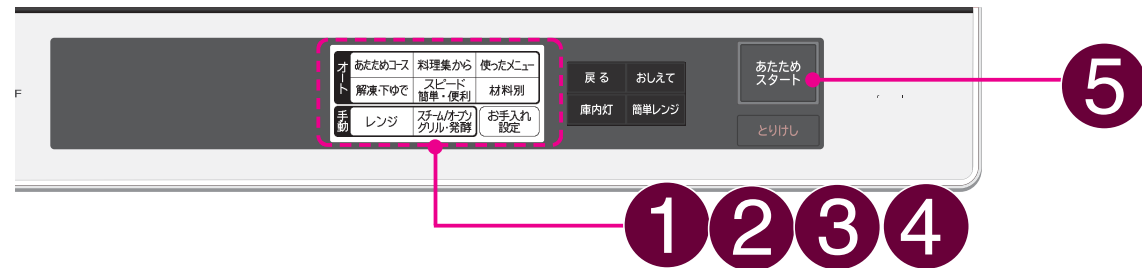 オート
あたためコース 料理集から 使ったメニュー
解凍・下ゆで スピード簡単・便利 材料別
手動
レンジ スチーム/オーブン グリル・発酵 お手入れ設定
戻る おしえて
庫内灯 簡単レンジ
あたため
スタート
とりけし
F
1 2 3 4
5